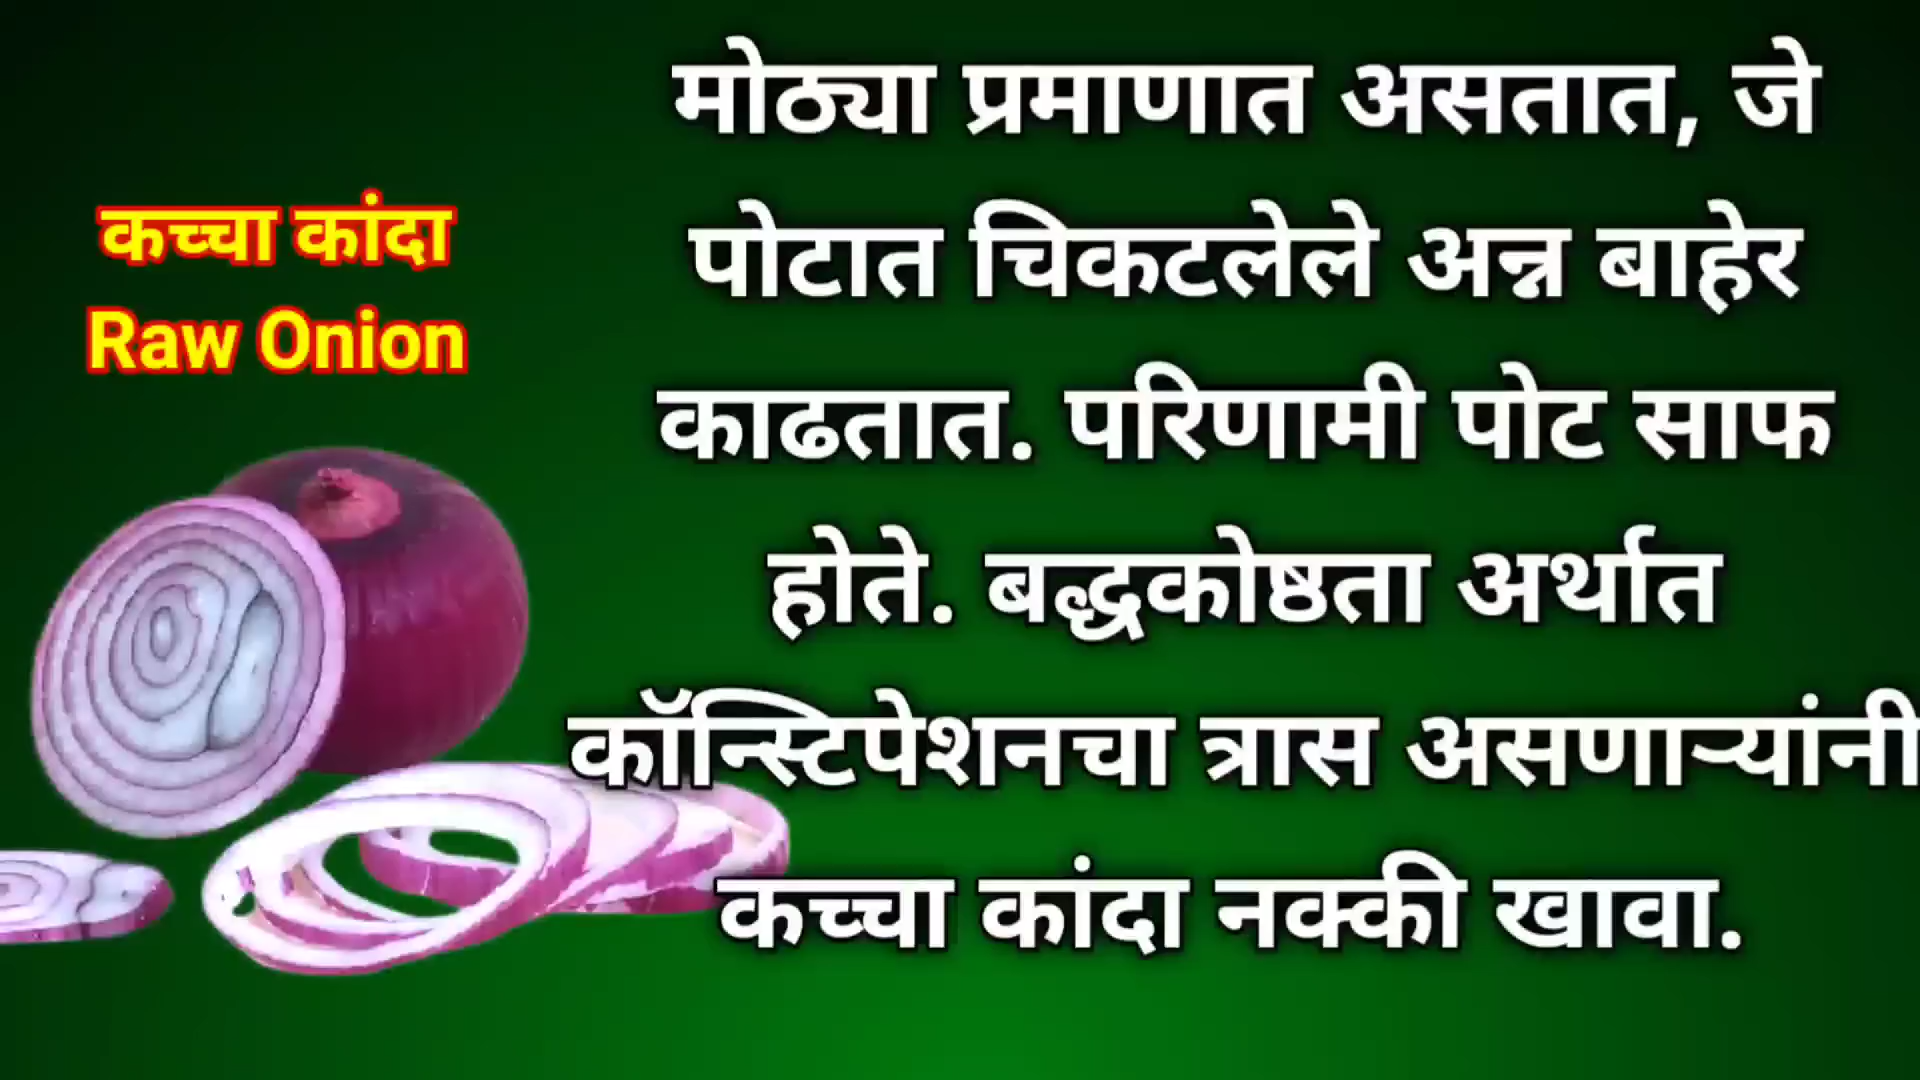 कच्चा कांदा
Raw Onion
मोठ्या प्रमाणात असतात, जे
पोटात चिकटलेले अन्न बाहेर
काढतात. परिणामी पोट साफ
होते. बद्धकोष्ठता अर्थात
कॉन्स्टिपेशनचा त्रास असणाऱ्यांनी
कच्चा कांदा नक्की खावा.